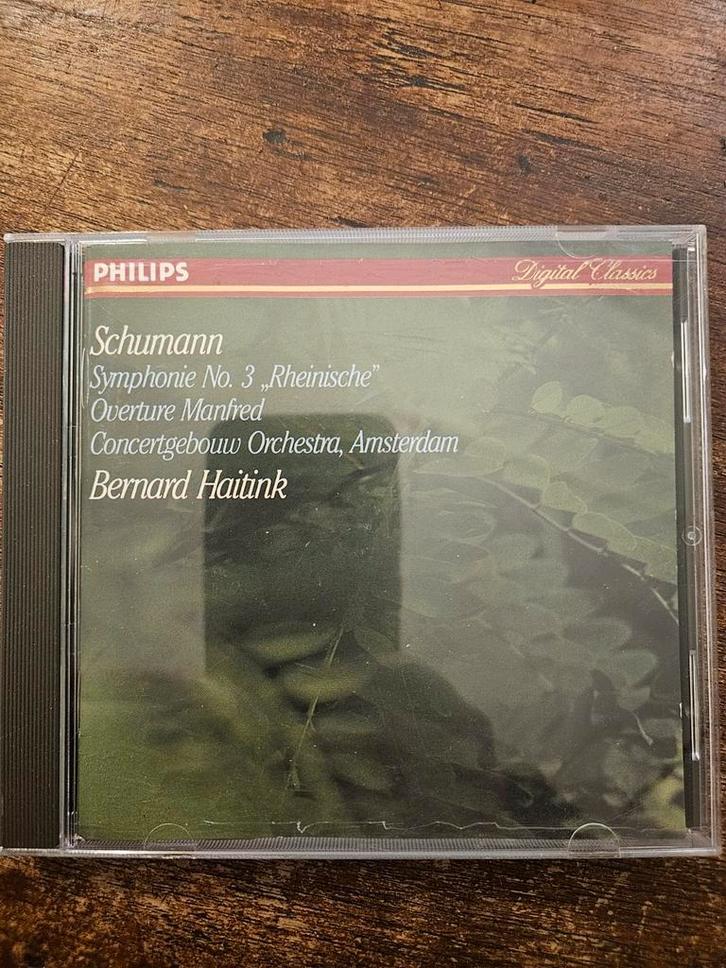 PHILIPS Digital Classics
Schumann
Symphonie No. 3 „Rheinische”
Overture Manfred
Concertgebouw Orchestra, Amsterdam
Bernard Haitink